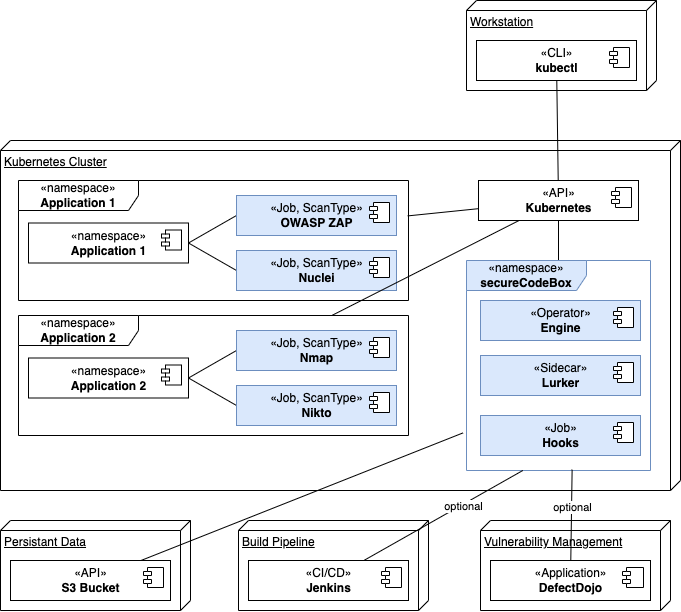 Workstation
«CLI»
kubectl
Kubernetes Cluster
«namespace»
Application 1
«namespace»
Application 1
«Job, ScanType»
OWASP ZAP
«Job, ScanType»
Nuclei
«API»
Kubernetes
«namespace»
secureCodeBox
«Operator»
Engine
«Sidecar»
Lurker
«Job»
Hooks
«namespace»
Application 2
«namespace»
Application 2
«Job, ScanType»
Nmap
«Job, ScanType»
Nikto
optional
optional
Persistant Data
«API»
S3 Bucket
Build Pipeline
«CI/CD»
Jenkins
Vulnerability Management
«Application»
DefectDojo